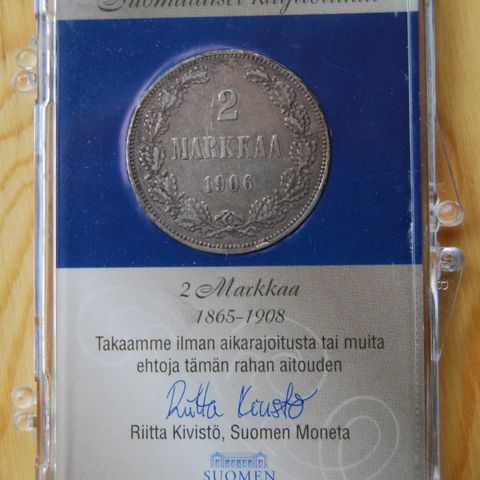 Suomalaiset
2
MARKKAA
1906
2 Markkaa
1865–1908
Takaamme ilman aikarajoitusta tai muita
ehtoja tämän rahan aitouden
Riitta Kivistö
Riitta Kivistö, Suomen Moneta
SUOMEN